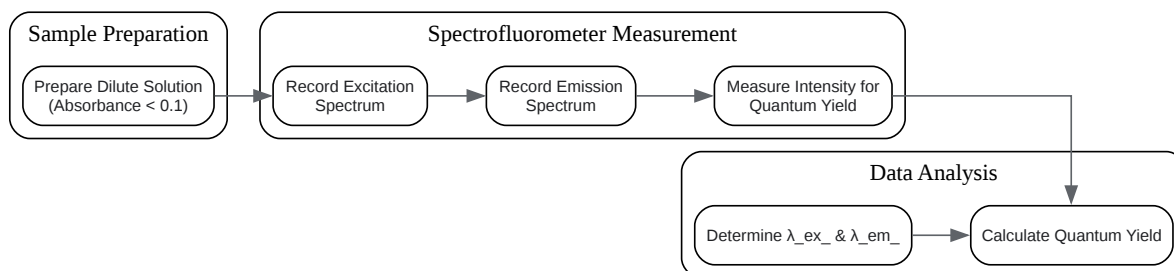 Sample Preparation
Prepare Dilute Solution
(Absorbance < 0.1)
Spectrofluorometer Measurement
Record Excitation
Spectrum
Record Emission
Spectrum
Measure Intensity for
Quantum Yield
Data Analysis
Determine λ_ex_ & λ_em_
Calculate Quantum Yield